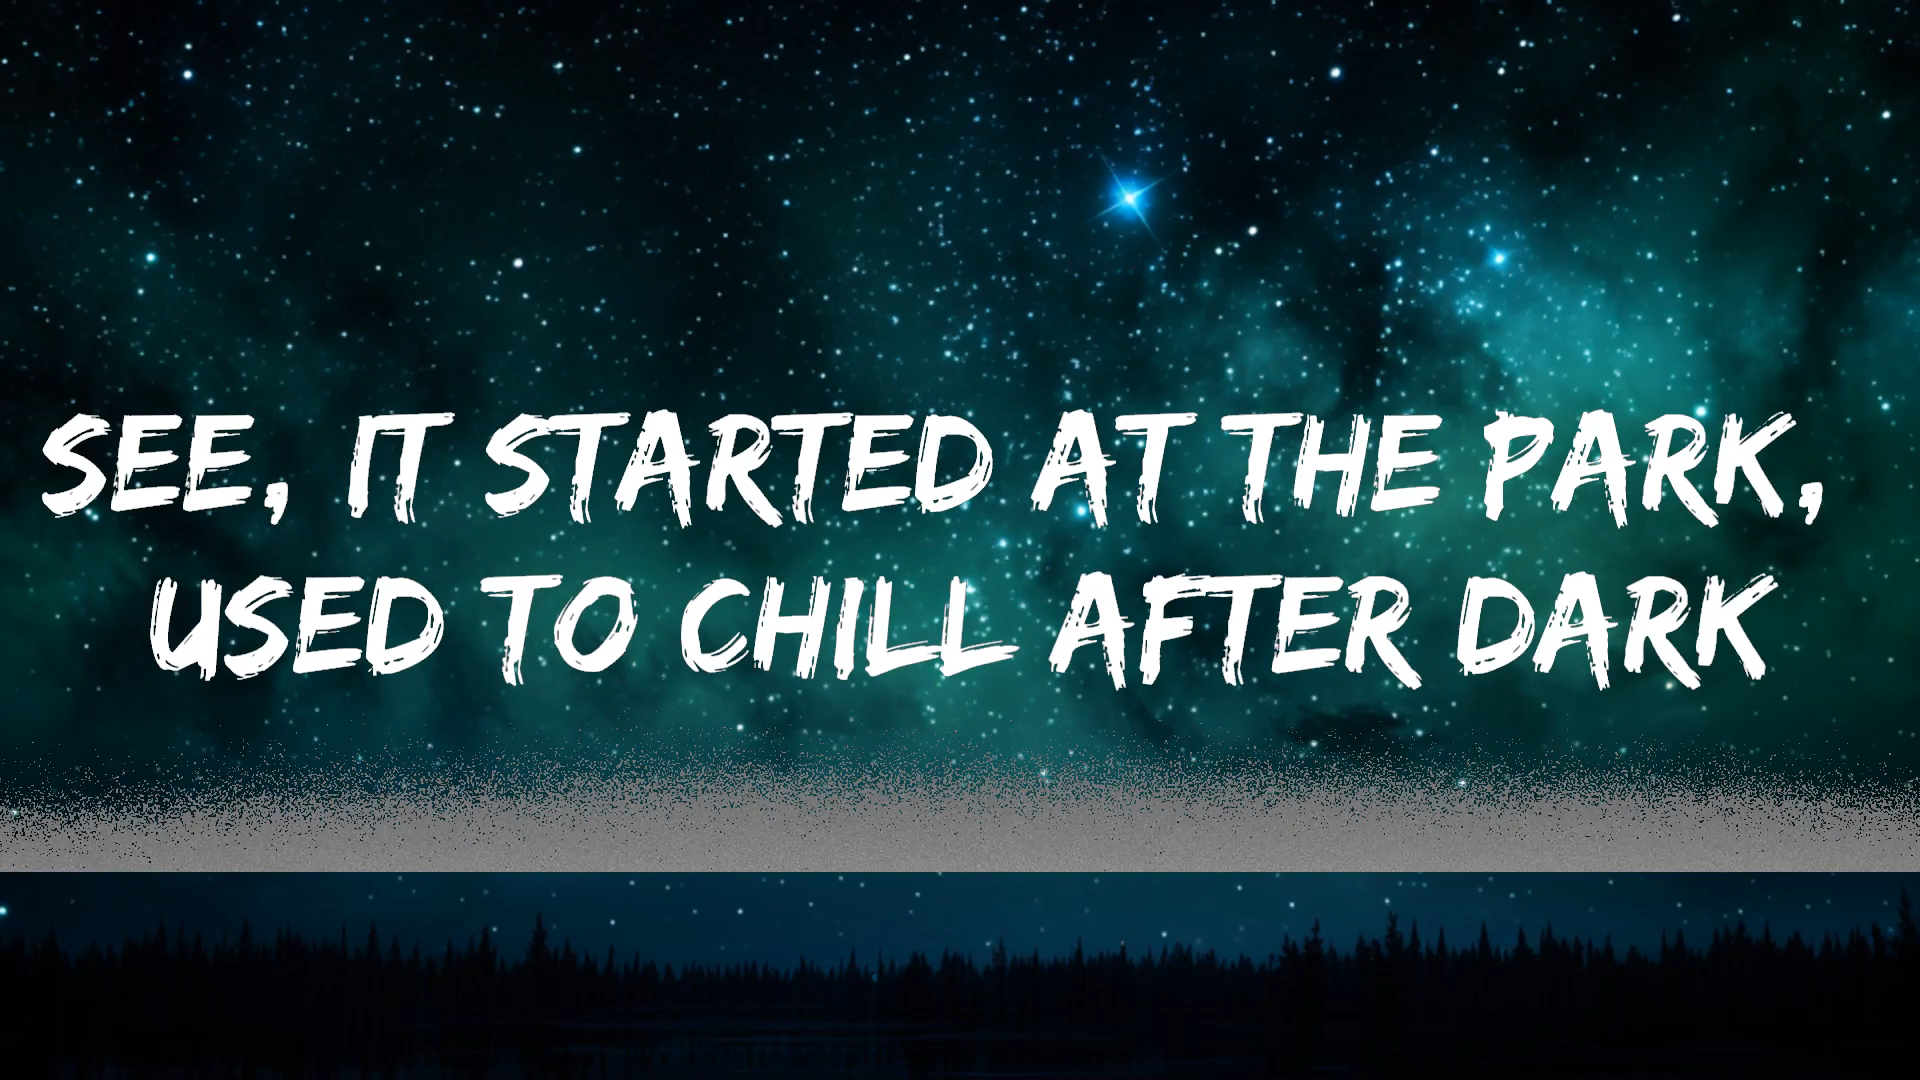 SEE, IT STARTED AT THE PARK,
USED TO CHILL AFTER DARK